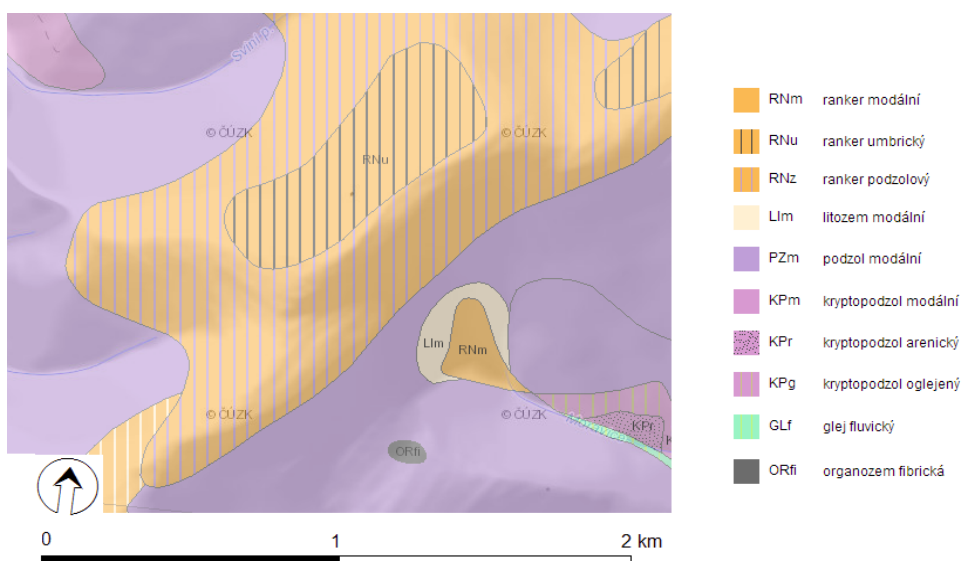 Sviní p.
© ČÚZK
© ČÚZK
RNu
LIm
RNm
© ČÚZK
© ČÚZK
KPr
K
ORfi
RNm ranker modální
RNu ranker umbrický
RNz ranker podzolový
LIm litozem modální
PZm podzol modální
KPm kryptopodzol modální
KPr kryptopodzol arenický
KPg kryptopodzol oglejený
GLf glej fluvický
ORfi organozem fibrická
0 1 2 km